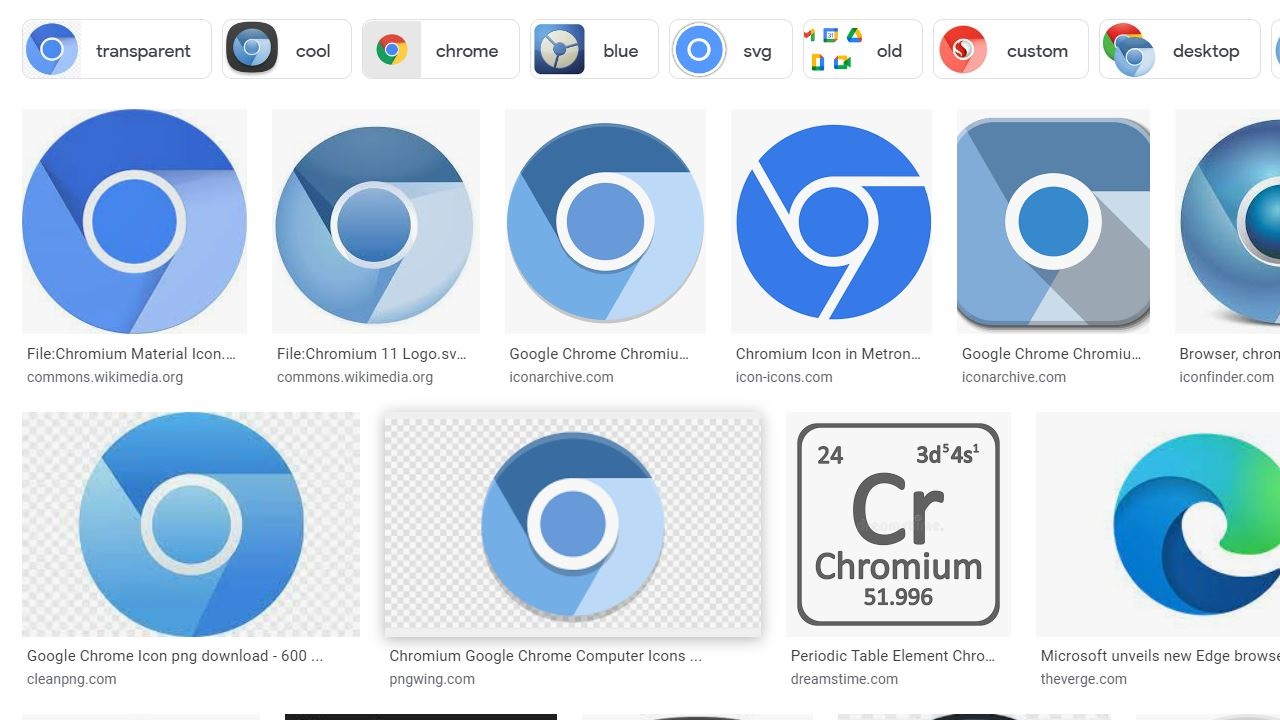 transparent
cool
chrome
blue
svg
old
custom
desktop
File:Chromium Material Icon....
commons.wikimedia.org
File:Chromium 11 Logo.sv...
commons.wikimedia.org
Google Chrome Chromiu...
iconarchive.com
Chromium Icon in Metron...
icon-icons.com
Google Chrome Chromiu...
iconarchive.com
Browser, chron
iconfinder.com
24
3d⁵4s¹
Cr
Chromium
51.996
Google Chrome Icon png download - 600 ...
cleanpng.com
Chromium Google Chrome Computer Icons ...
pngwing.com
Periodic Table Element Chro...
dreamstime.com
Microsoft unveils new Edge browse
theverge.com